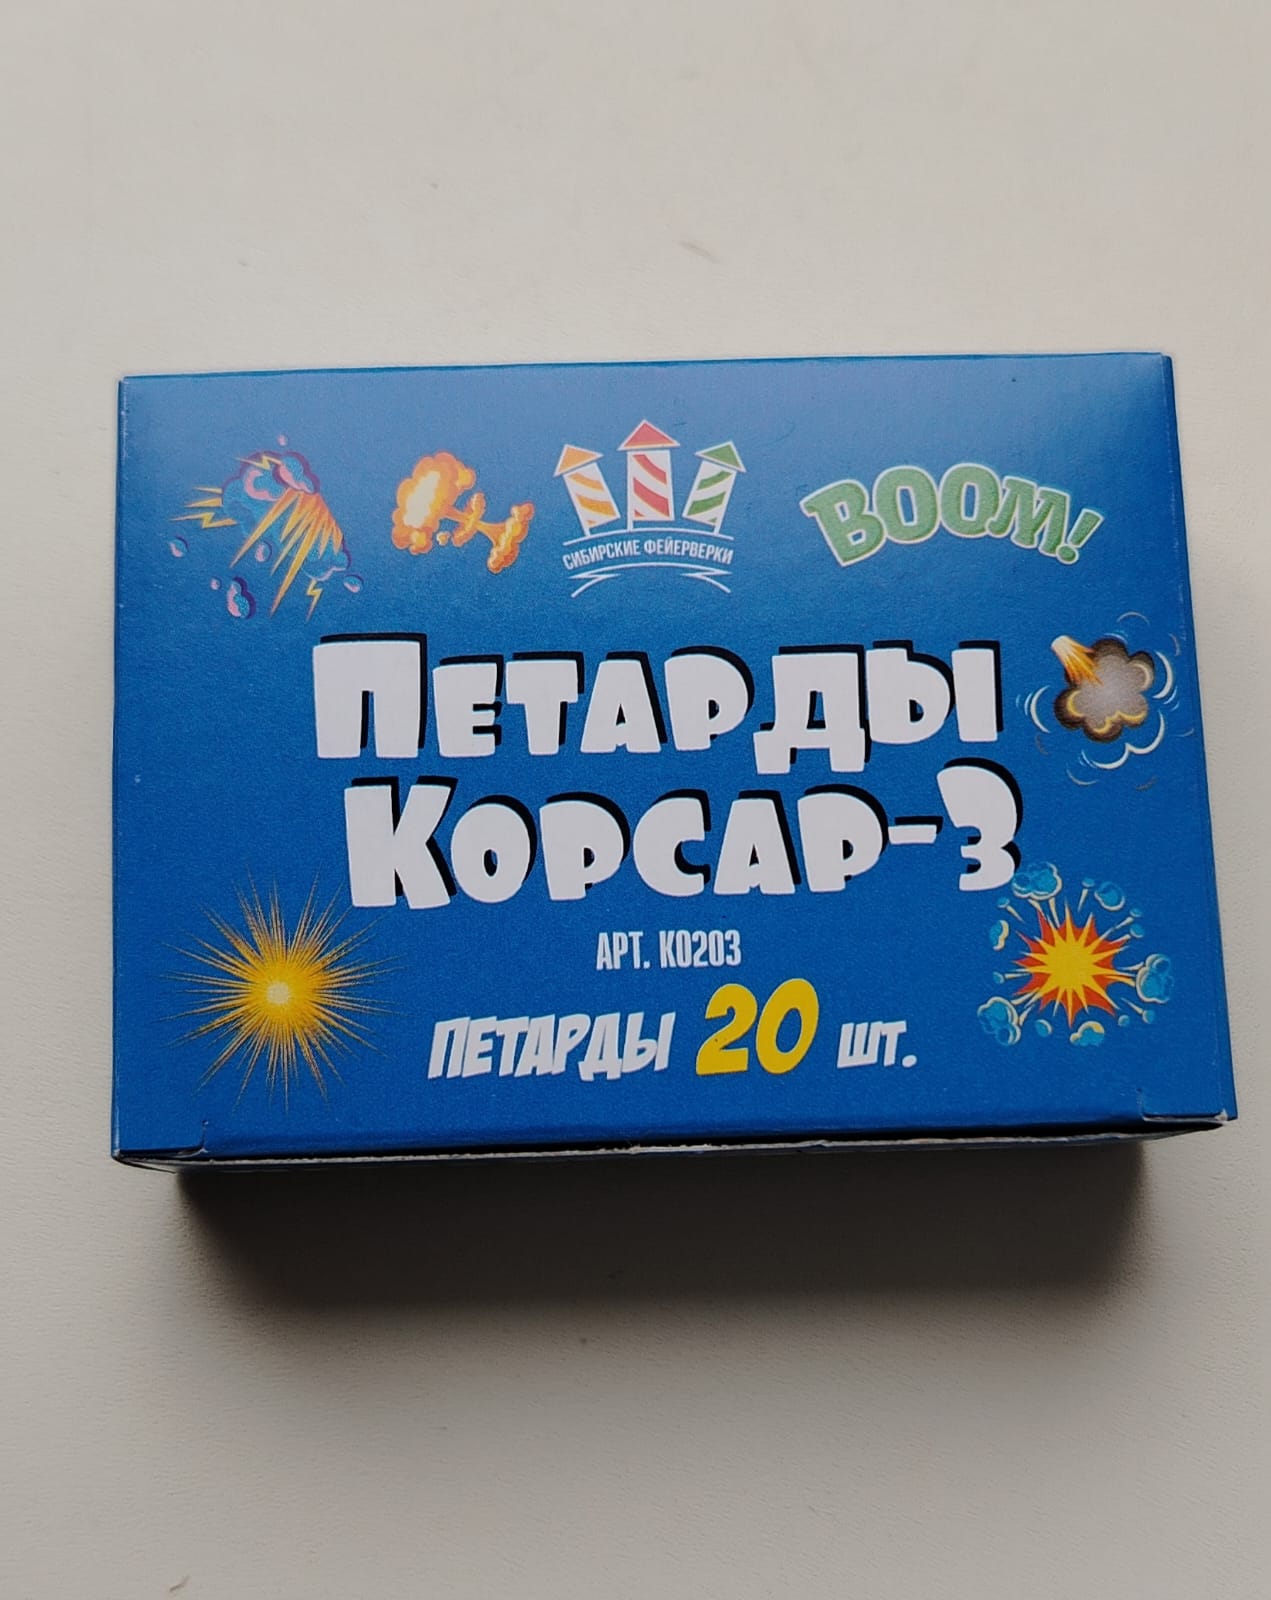 СИБИРСКИЕ ФЕЙЕРВЕРКИ
BOOM!
ПЕТАРДЫ
КОРСАР-3
АРТ. К0203
ПЕТАРДЫ 20 ШТ.